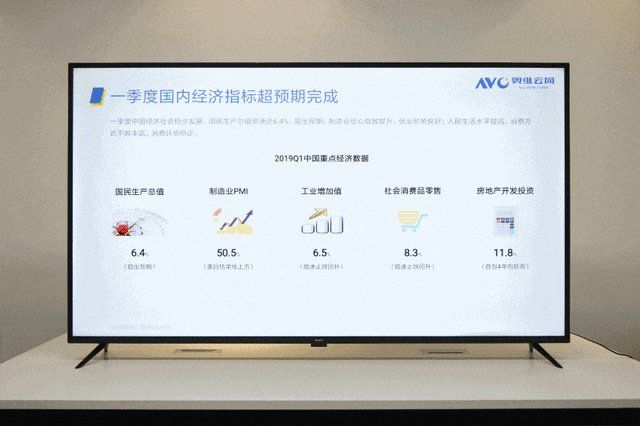 AVC 奥维云网
一季度国内经济指标超预期完成
一季度中国经济社会稳步发展，国民生产总值增速达6.4%，超出预期；制造业信心指数提升，就业形势良好；人民生活水平提高，消费方
式不断丰富，消费环境稳定。
2019Q1中国重点经济数据
国民生产总值 制造业PMI 工业增加值 社会消费品零售 房地产开发投资
6.4% 50.5% 6.5% 8.3% 11.8%
（超出预期） （重回枯荣线上方） （增速止跌回升） （增速止跌回升） （首创4年内新高）